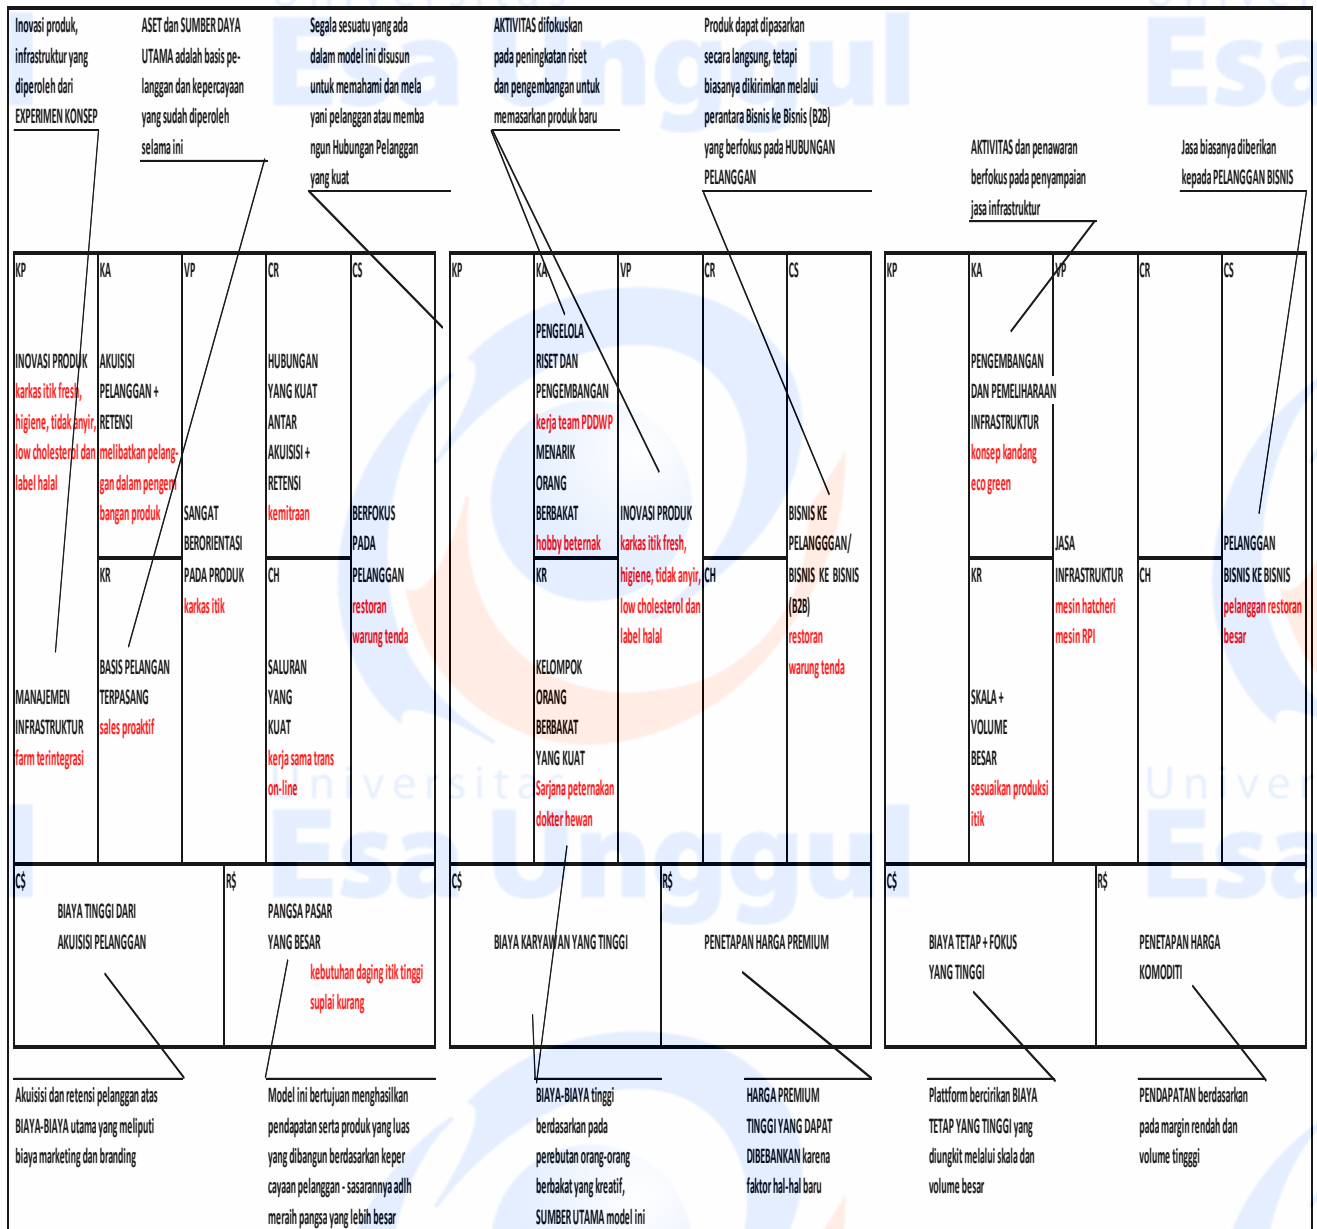 Inovasi produk,
infrastruktur yang
diperoleh dari
EXPERIMEN KONSEP
ASET dan SUMBER DAYA
UTAMA adalah basis pe-
langgan dan kepercayaan
yang sudah diperoleh
selama ini
Segala sesuatu yang ada
dalam model ini disusun
untuk memahami dan mela
yani pelanggan atau memba
ngun Hubungan Pelanggan
yang kuat
AKTIVITAS difokuskan
pada peningkatan riset
dan pengembangan untuk
memasarkan produk baru
Produk dapat dipasarkan
secara langsung, tetapi
biasanya dikirimkan melalui
perantara Bisnis ke Bisnis (B2B)
yang berfokus pada HUBUNGAN
PELANGGAN
AKTIVITAS dan penawaran
berfokus pada penyampaian
jasa infrastruktur
Jasa biasanya diberikan
kepada PELANGGAN BISNIS
KP
INOVASI PRODUK
karkas itik fresh,
higiene, tidak anyir,
low cholesterol dan
label halal
MANAJEMEN
INFRASTRUKTUR
farm terintegrasi
KA
AKUISISI
PELANGGAN +
RETENSI
melibatkan pelang-
gan dalam pengem
bangan produk
KR
BASIS PELANGAN
TERPASANG
sales proaktif
VP
SANGAT
BERORIENTASI
PADA PRODUK
karkas itik
CR
HUBUNGAN
YANG KUAT
ANTAR
AKUISISI +
RETENSI
kemitraan
CH
SALURAN
YANG
KUAT
kerja sama trans
on-line
CS
BERFOKUS
PADA
PELANGGAN
restoran
warung tenda
C$
BIAYA TINGGI DARI
AKUISISI PELANGGAN
R$
PANGSA PASAR
YANG BESAR
kebutuhan daging itik tinggi
suplai kurang
KP
KA
PENGELOLA
RISET DAN
PENGEMBANGAN
kerja team PDDWP
MENARIK
ORANG
BERBAKAT
hobby beternak
KR
KELOMPOK
ORANG
BERBAKAT
YANG KUAT
Sarjana peternakan
dokter hewan
VP
INOVASI PRODUK
karkas itik fresh,
higiene, tidak anyir,
low cholesterol dan
label halal
CR
CH
CS
BISNIS KE
PELANGGGAN/
BISNIS KE BISNIS
(B2B)
restoran
warung tenda
C$
BIAYA KARYAWAN YANG TINGGI
R$
PENETAPAN HARGA PREMIUM
KP
KA
PENGEMBANGAN
DAN PEMELIHARAAN
INFRASTRUKTUR
konsep kandang
eco green
KR
SKALA +
VOLUME
BESAR
sesuaikan produksi
itik
VP
JASA
INFRASTRUKTUR
mesin hatcheri
mesin RPI
CR
CH
CS
PELANGGAN
BISNIS KE BISNIS
pelanggan restoran
besar
C$
BIAYA TETAP + FOKUS
YANG TINGGI
R$
PENETAPAN HARGA
KOMODITI
Akuisisi dan retensi pelanggan atas
BIAYA-BIAYA utama yang meliputi
biaya marketing dan branding
Model ini bertujuan menghasilkan
pendapatan serta produk yang luas
yang dibangun berdasarkan keper
cayaan pelanggan - sasarannya adlh
meraih pangsa yang lebih besar
BIAYA-BIAYA tinggi
berdasarkan pada
perebutan orang-orang
berbakat yang kreatif,
SUMBER UTAMA model ini
HARGA PREMIUM
TINGGI YANG DAPAT
DIBEBANKAN karena
faktor hal-hal baru
Plattform bercirikan BIAYA
TETAP YANG TINGGI yang
diungkit melalui skala dan
volume besar
PENDAPATAN berdasarkan
pada margin rendah dan
volume tingggi
Esa Unggul
Esa
Universitas
Esa Unggul
Univer
Esa